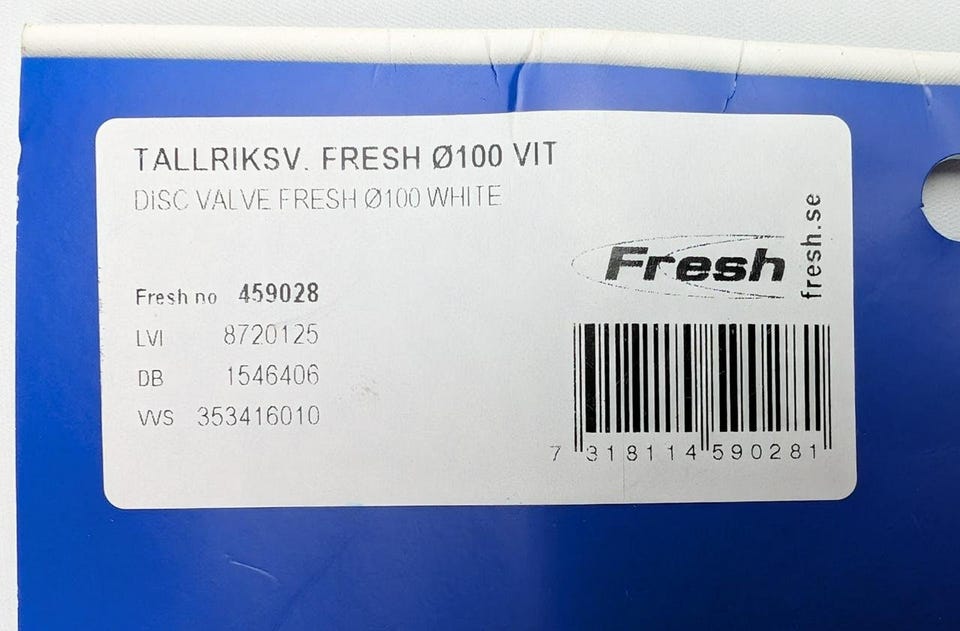 TALLRIKSV. FRESH Ø100 VIT
DISC VALVE FRESH Ø100 WHITE
Fresh
fresh.se
Fresh no 459028
LVI 8720125
DB 1546406
VVS 353416010
7 318114 590281